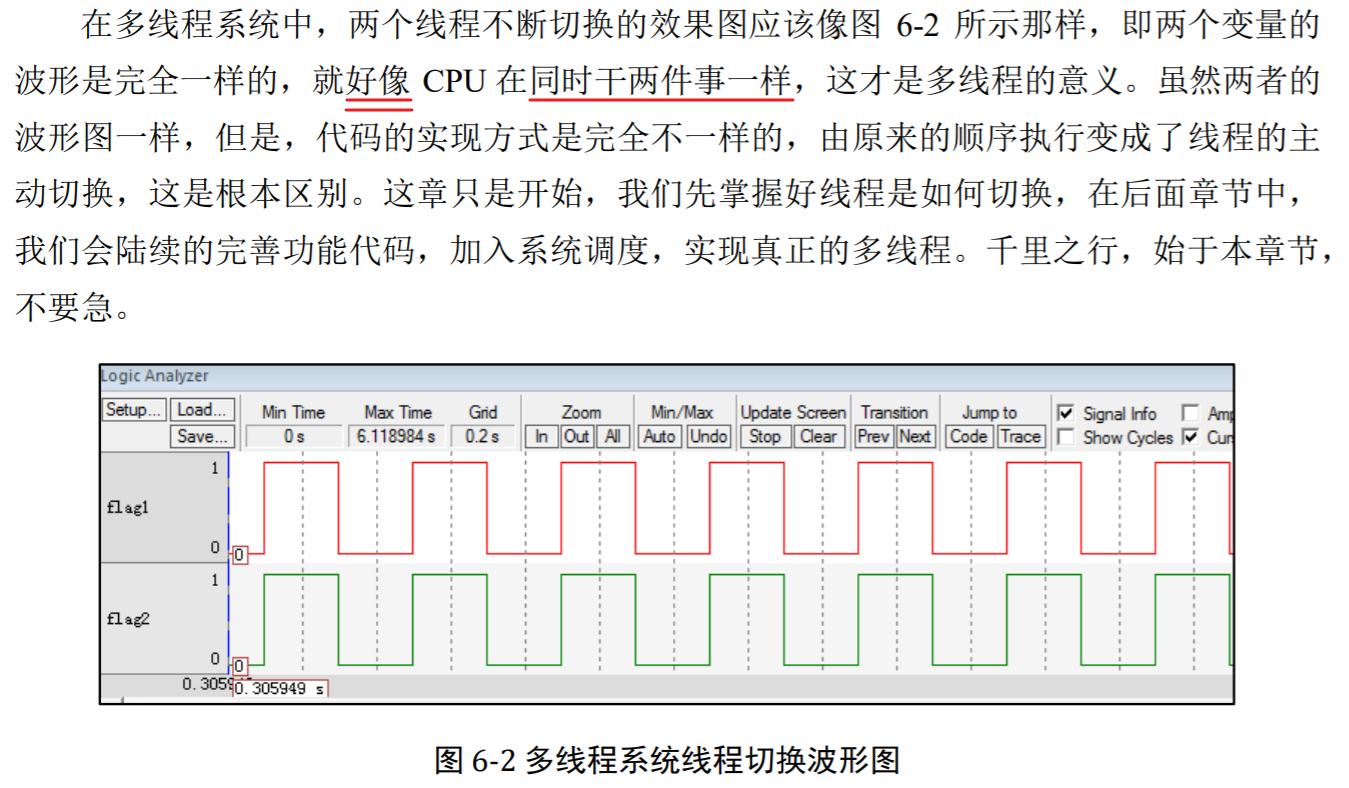 在多线程系统中，两个线程不断切换的效果图应该像图 6-2 所示那样，即两个变量的
波形是完全一样的，就好像 CPU 在同时干两件事一样，这才是多线程的意义。虽然两者的
波形图一样，但是，代码的实现方式是完全不一样的，由原来的顺序执行变成了线程的主
动切换，这是根本区别。这章只是开始，我们先掌握好线程是如何切换，在后面章节中，
我们会陆续的完善功能代码，加入系统调度，实现真正的多线程。千里之行，始于本章节，
不要急。
Logic Analyzer
Setup... Load... Min Time Max Time Grid Zoom Min/Max Update Screen Transition Jump to Signal Info
Save... 0 s 6.118984 s 0.2 s In Out All Auto Undo Stop Clear Prev Next Code Trace Show Cycles
1
flag1
0 0
1
flag2
0 0
0.305949 s
图 6-2 多线程系统线程切换波形图